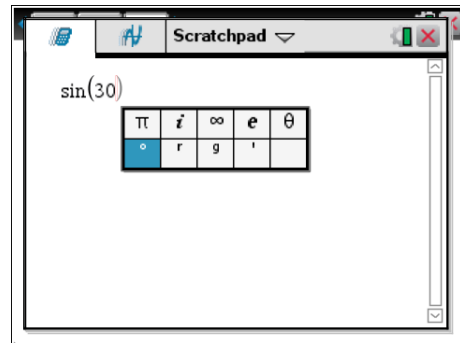 Scratchpad
sin(30)
π i ∞ e θ
° r g '